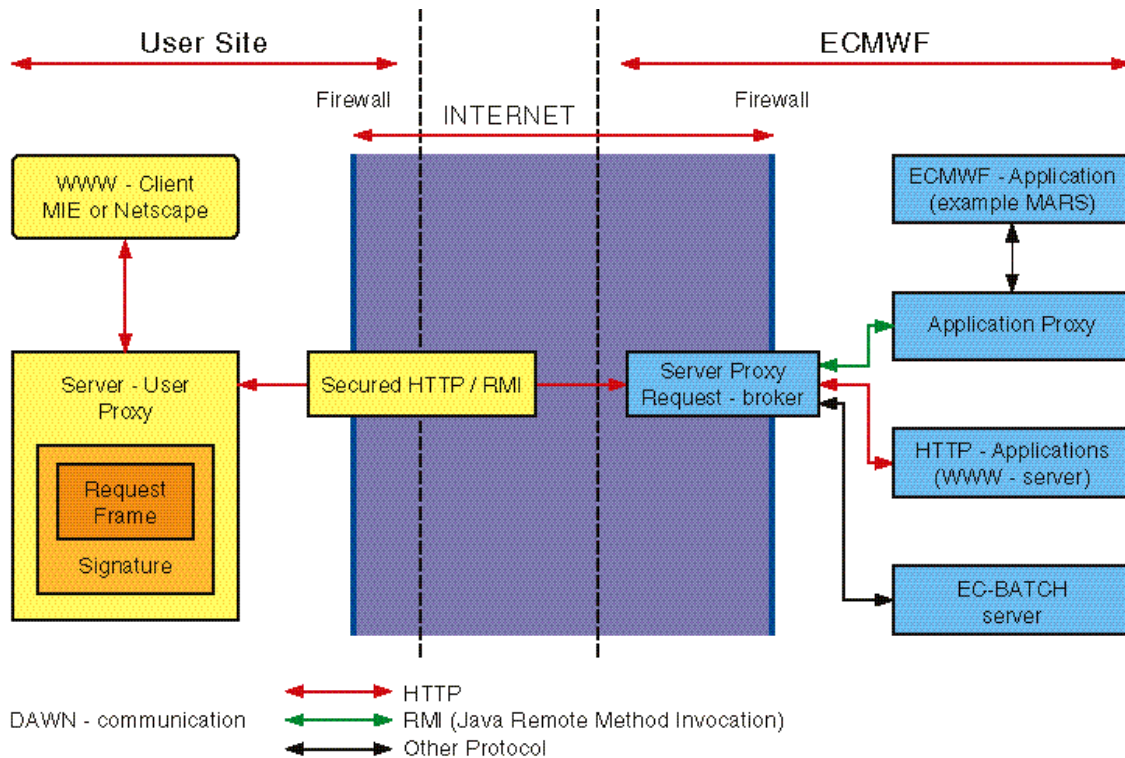 User Site
ECMWF
Firewall
INTERNET
Firewall
WWW - Client
MIE or Netscape
ECMWF - Application
(example MARS)
Application Proxy
Server - User
Proxy
Secured HTTP / RMI
Server Proxy
Request - broker
HTTP - Applications
(WWW - server)
Request
Frame
Signature
EC-BATCH
server
DAWN - communication
HTTP
RMI (Java Remote Method Invocation)
Other Protocol